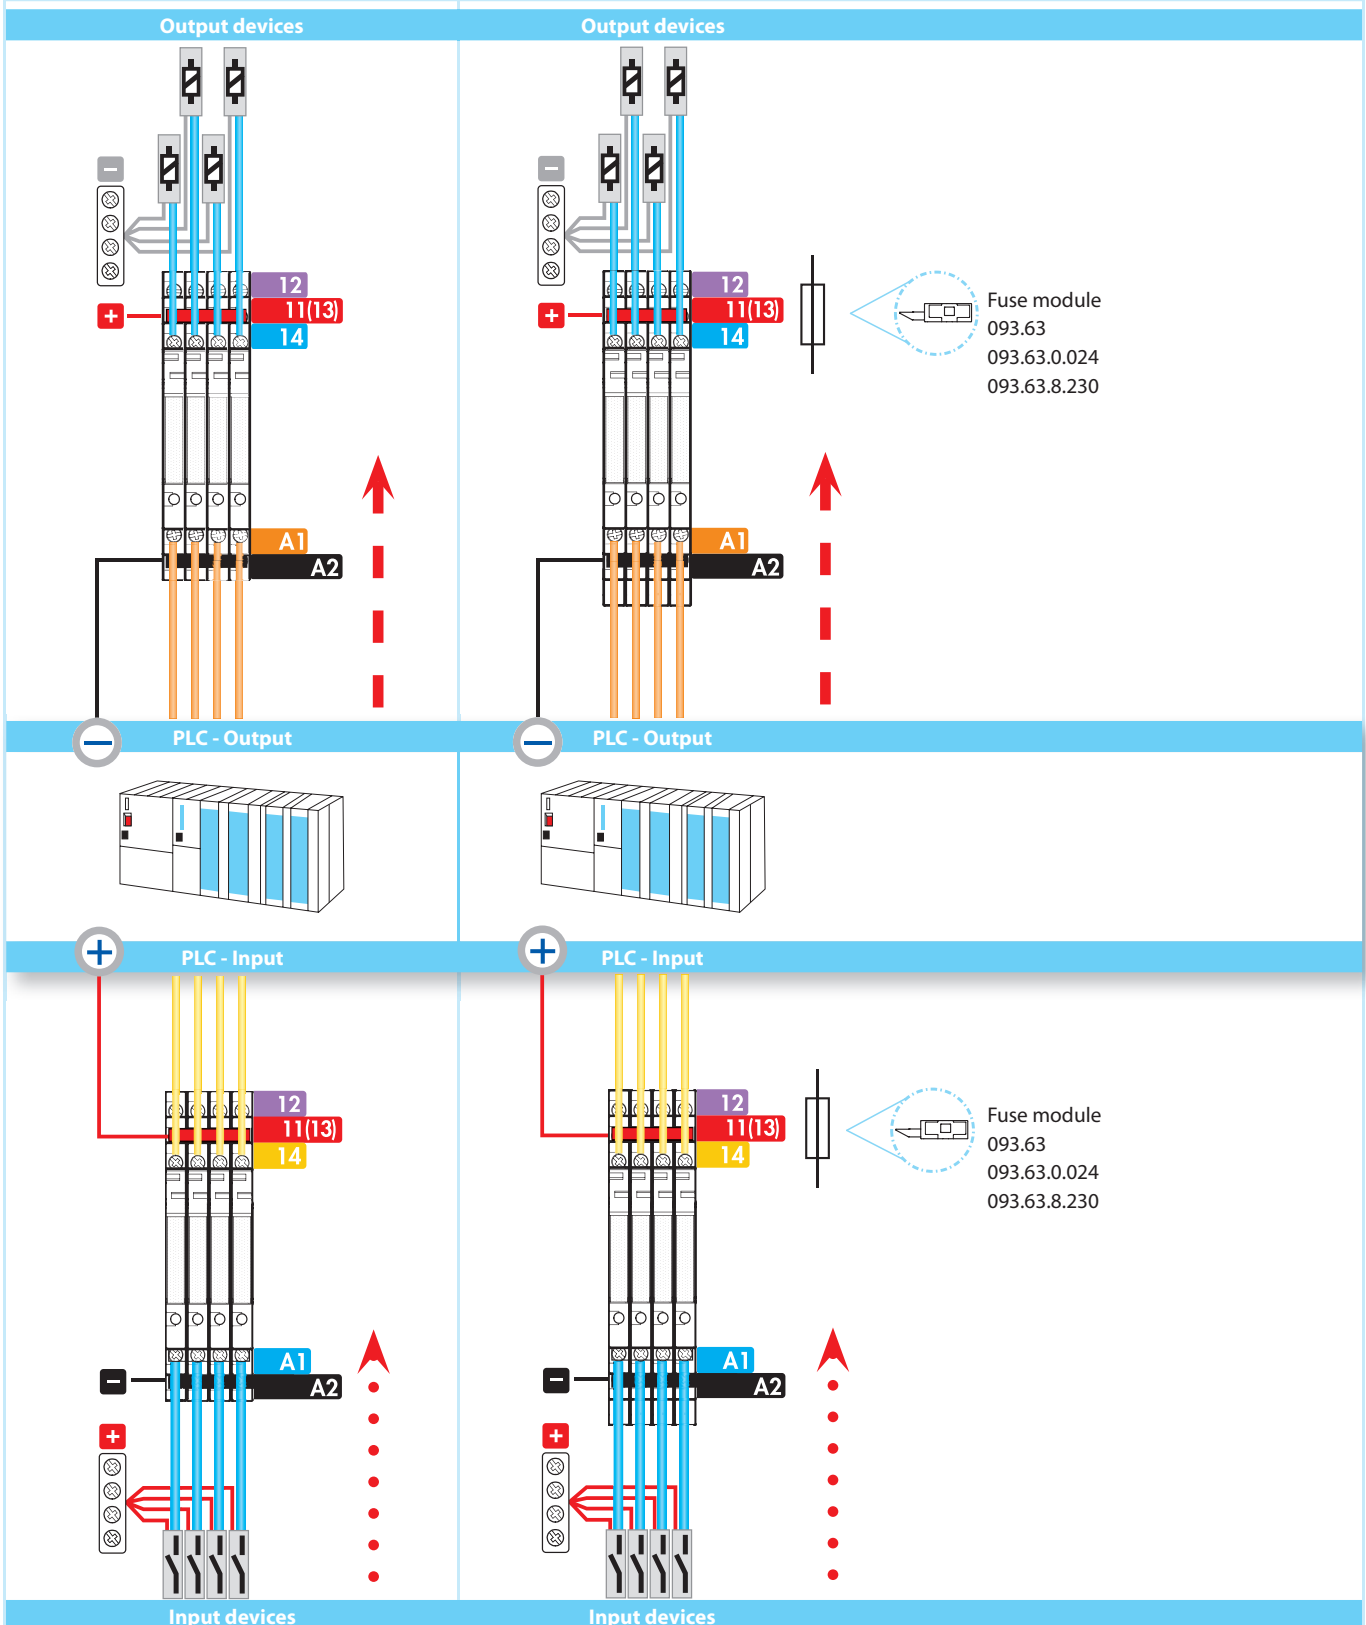 Output devices
Output devices
12
11(13)
14
12
11(13)
14
Fuse module
093.63
093.63.0.024
093.63.8.230
A1
A2
A1
A2
PLC - Output
PLC - Output
PLC - Input
PLC - Input
12
11(13)
14
12
11(13)
14
Fuse module
093.63
093.63.0.024
093.63.8.230
A1
A2
A1
A2
Input devices
Input devices